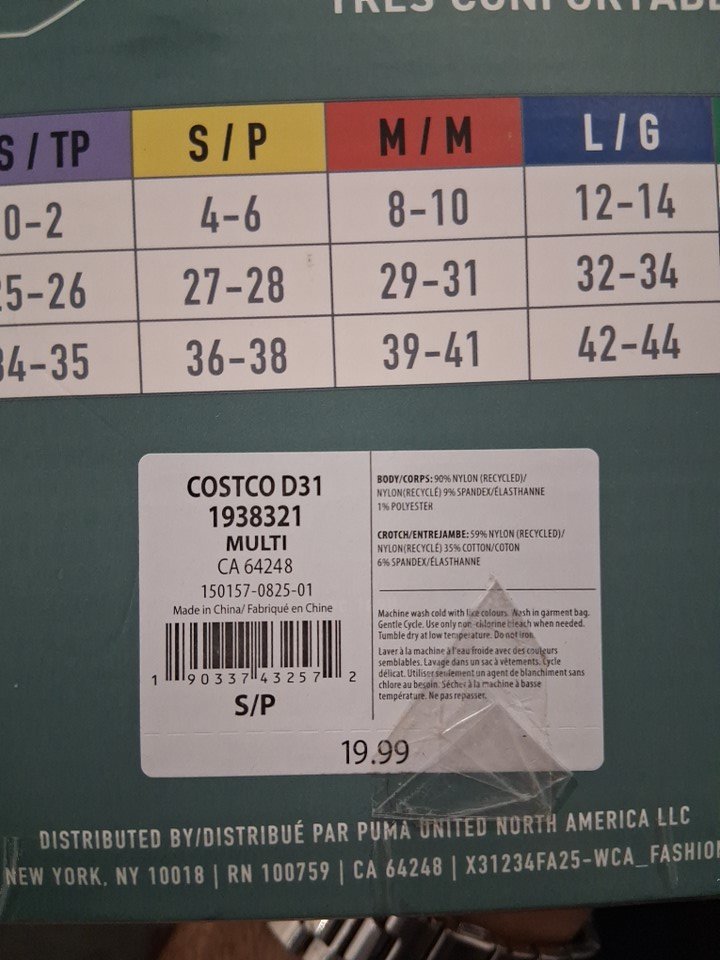 TRÈS CONFORTABL
S / TP S / P M / M L / G
0-2 4-6 8-10 12-14
25-26 27-28 29-31 32-34
34-35 36-38 39-41 42-44
COSTCO D31
1938321
MULTI
CA 64248
150157-0825-01
Made in China/ Fabriqué en Chine
1 90337 43257 2
S/P
BODY/CORPS: 90% NYLON (RECYCLED)/
NYLON(RECYCLÉ) 9% SPANDEX/ÉLASTHANNE
1% POLYESTER
CROTCH/ENTREJAMBE: 59% NYLON (RECYCLED)/
NYLON(RECYCLÉ) 35% COTTON/COTON
6% SPANDEX/ÉLASTHANNE
Machine wash cold with like colours. Wash in garment bag.
Gentle Cycle. Use only non-chlorine bleach when needed.
Tumble dry at low temperature. Do not iron.
Laver à la machine à l'eau froide avec des couleurs
semblables. Lavage dans un sac à vêtements. Cycle
délicat. Utiliser seulement un agent de blanchiment sans
chlore au besoin. Sécher à la machine à basse
température. Ne pas repasser.
19.99
DISTRIBUTED BY/DISTRIBUÉ PAR PUMA UNITED NORTH AMERICA LLC
NEW YORK, NY 10018 | RN 100759 | CA 64248 | X31234FA25-WCA_FASHION